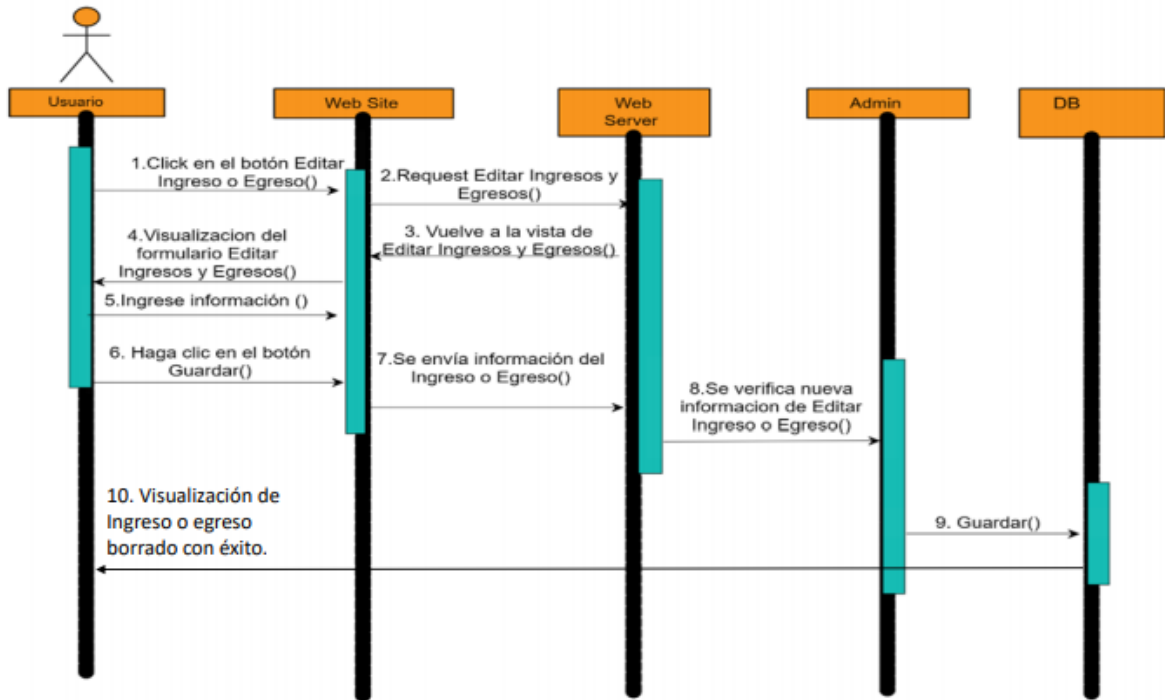 Usuario
Web Site
Web
Server
Admin
DB
1.Click en el botón Editar
Ingreso o Egreso()
2.Request Editar Ingresos y
Egresos()
3. Vuelve a la vista de
Editar Ingresos y Egresos()
4.Visualizacion del
formulario Editar
Ingresos y Egresos()
5.Ingrese información ()
6. Haga clic en el botón
Guardar()
7.Se envía información del
Ingreso o Egreso()
8.Se verifica nueva
informacion de Editar
Ingreso o Egreso()
9. Guardar()
10. Visualización de
Ingreso o egreso
borrado con éxito.